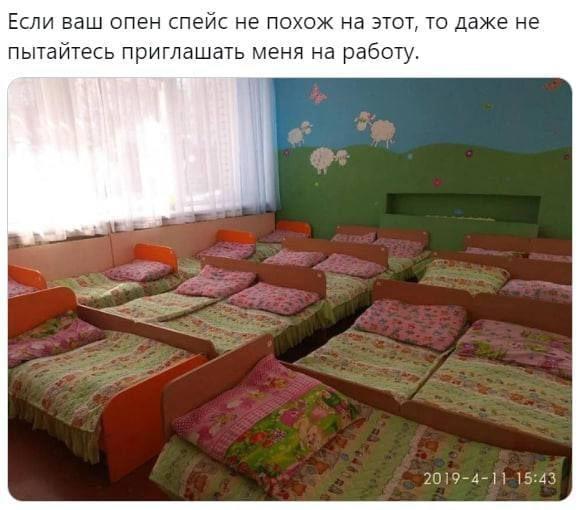 Если ваш опен спейс не похож на этот, то даже не
пытайтесь приглашать меня на работу.
2019-4-11 15:43